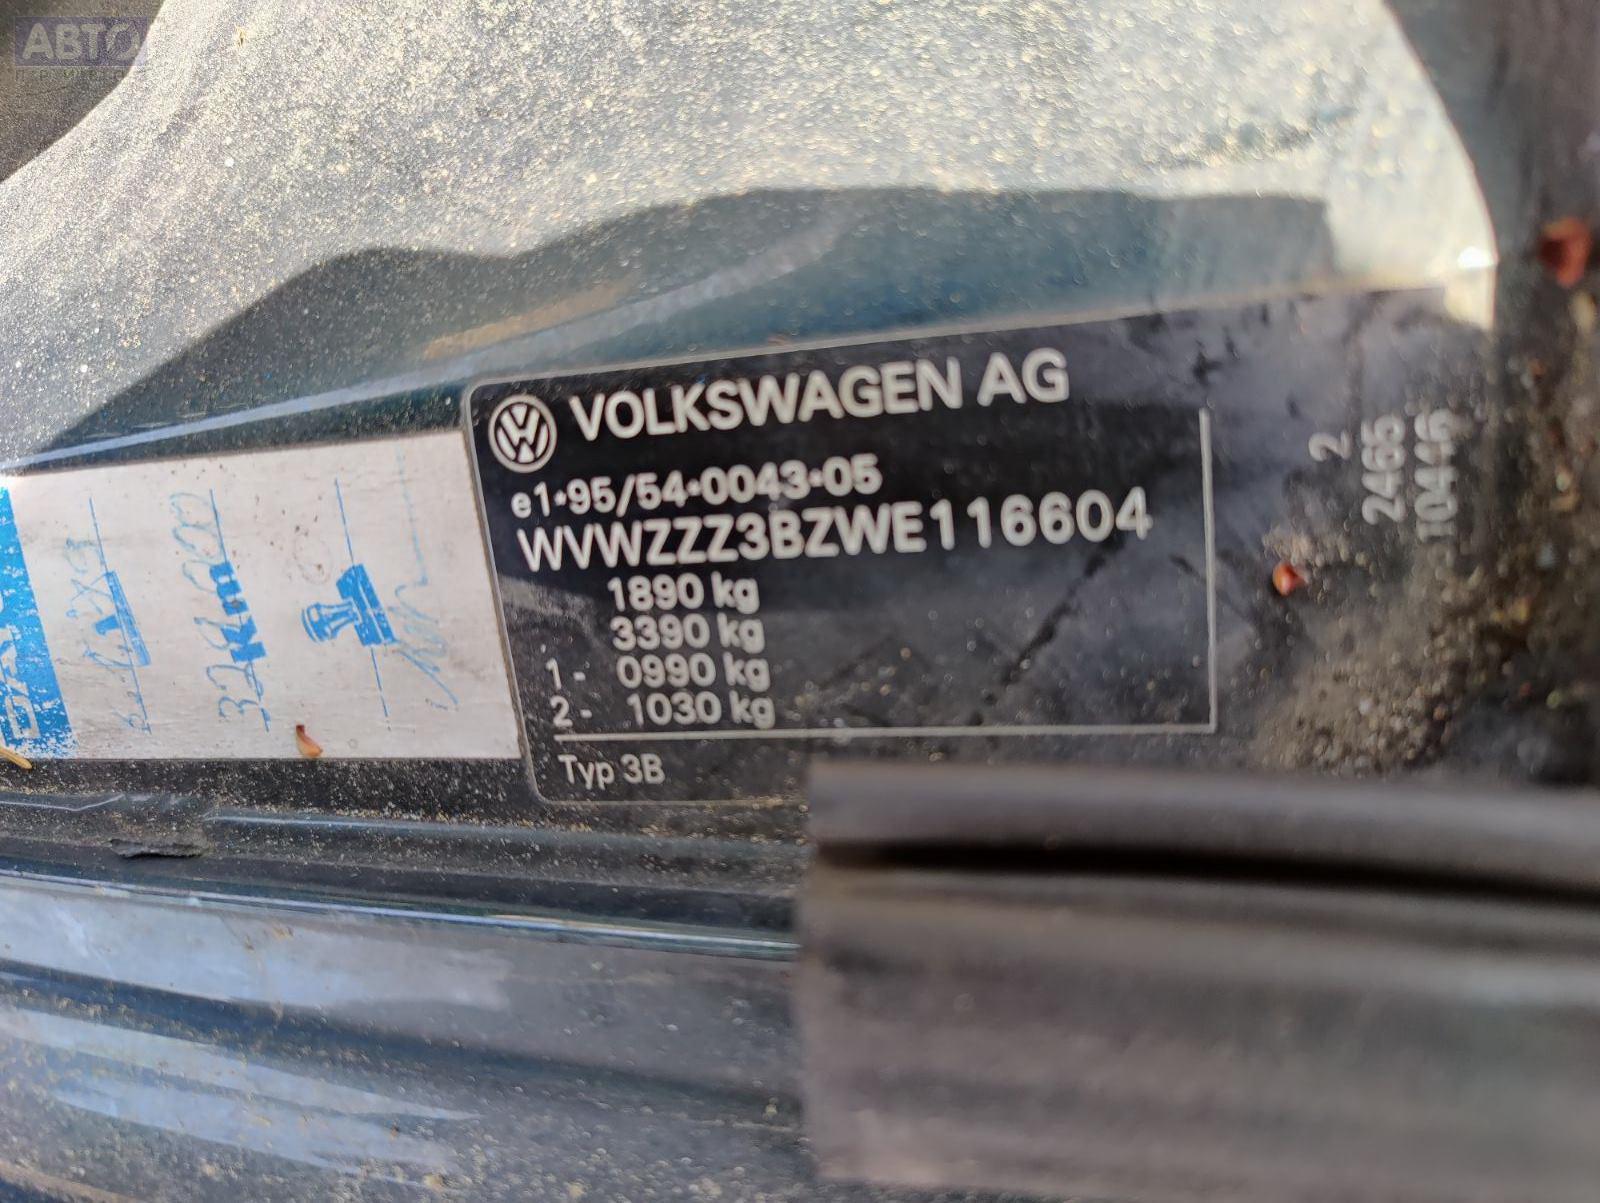 АВТО
VOLKSWAGEN AG
e1*95/54*0043*05
WVWZZZ3BZWE116604
1890 kg
3390 kg
1- 0990 kg
2- 1030 kg
Typ 3B
2
2465
10446
Km